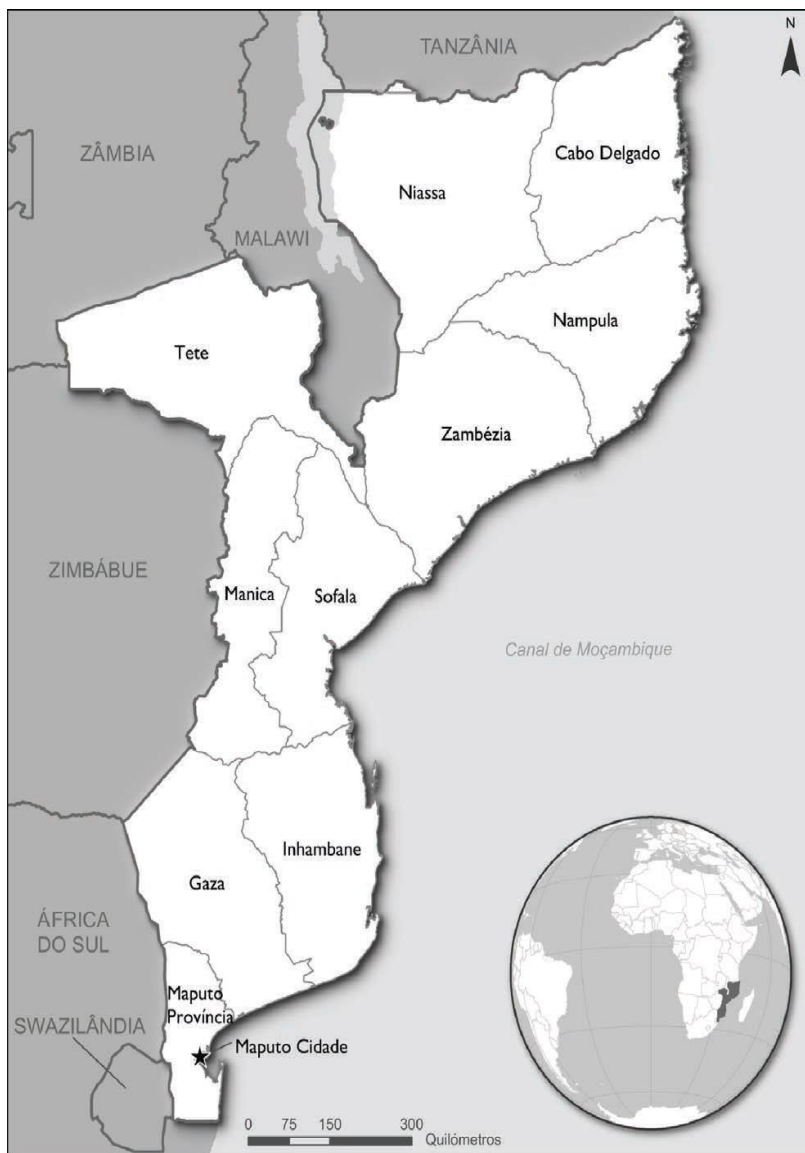 TANZÂNIA
N
ZÂMBIA
Cabo Delgado
Niassa
MALAWI
Nampula
Tete
Zambézia
ZIMBÁBUE
Manica
Sofala
Canal de Moçambique
Inhambane
Gaza
ÁFRICA
DO SUL
Maputo
Província
SWAZILÂNDIA
Maputo Cidade
0 75 150 300
Quilómetros